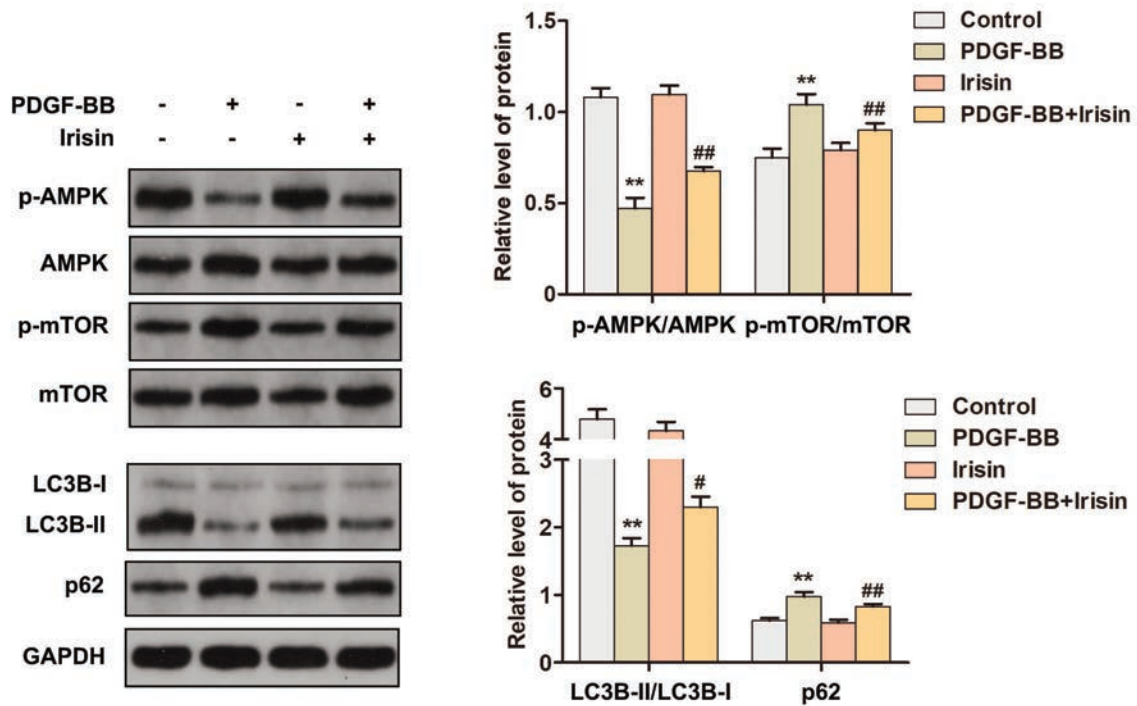 PDGF-BB - + - +
Irisin - - + +
p-AMPK
AMPK
p-mTOR
mTOR
LC3B-I
LC3B-II
p62
GAPDH
Relative level of protein
1.5
1.0
0.5
0
** ## ** ##
p-AMPK/AMPK p-mTOR/mTOR
Control
PDGF-BB
Irisin
PDGF-BB+Irisin
Relative level of protein
6
4
3
2
1
0
** # ** ##
LC3B-II/LC3B-I p62
Control
PDGF-BB
Irisin
PDGF-BB+Irisin